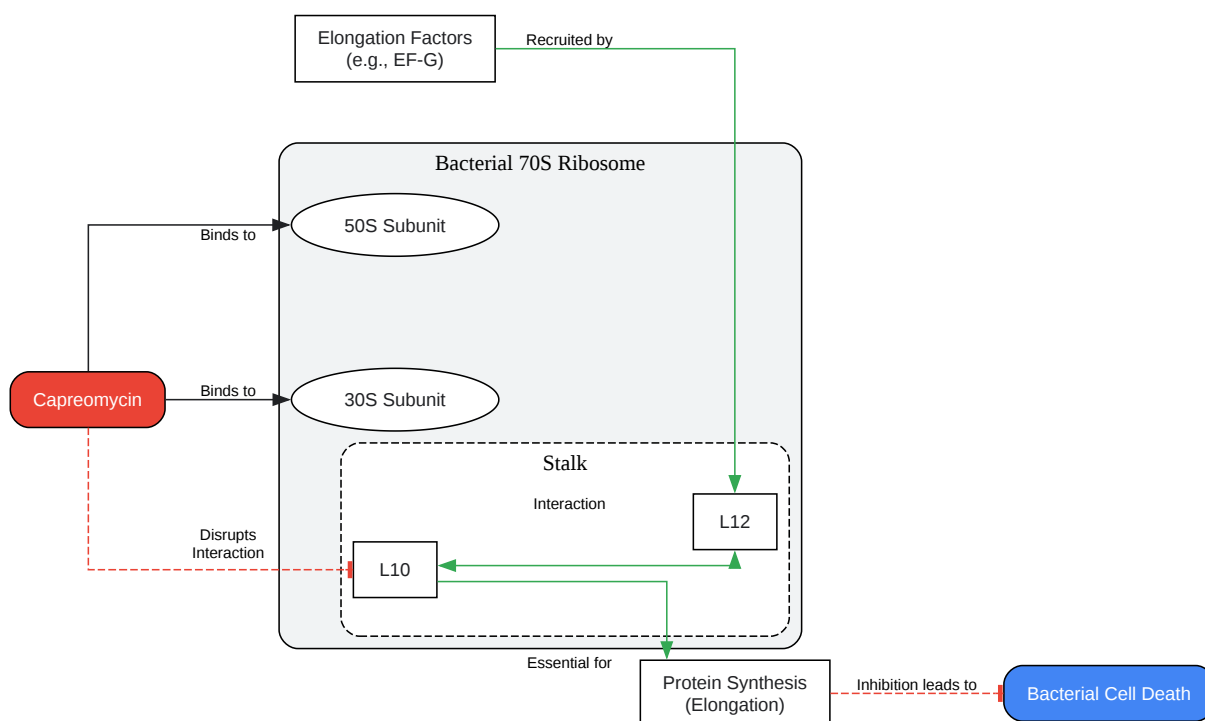 Elongation Factors
(e.g., EF-G)
Recruited by
Bacterial 70S Ribosome
50S Subunit
Binds to
Capreomycin
Binds to
30S Subunit
Stalk
Interaction
L12
Disrupts
Interaction
L10
Essential for
Protein Synthesis
(Elongation)
Inhibition leads to
Bacterial Cell Death